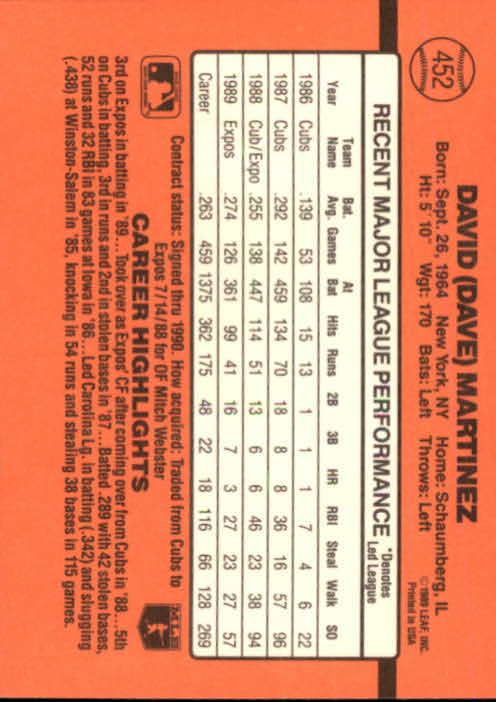 452
DAVID (DAVE) MARTINEZ
Born: Sept. 26, 1964 New York, NY Home: Schaumberg, IL
Ht: 5' 10" Wgt: 170 Bats: Left Throws: Left
© 1989 LEAF, INC.
Printed in USA
RECENT MAJOR LEAGUE PERFORMANCE *Denotes Led League
Year Team Name Bat. Avg. Games At Bat Hits Runs 2B 3B HR RBI Steal Walk SO
1986 Cubs .139 53 108 15 13 1 1 1 7 4 6 22
1987 Cubs .292 142 459 134 70 18 8 8 36 16 57 96
1988 Cub/Expo .255 138 447 114 51 13 6 6 46 23 38 94
1989 Expos .274 126 361 99 41 16 7 3 27 23 27 57
Career .263 459 1375 362 175 48 22 18 116 66 128 269
Contract status: Signed thru 1990. How acquired: Traded from Cubs to
Expos 7/14/88 for OF Mitch Webster
CAREER HIGHLIGHTS
MLB
3rd on Expos in batting in '89... Took over as Expos' CF after coming over from Cubs in '88... 5th
on Cubs in batting, 3rd in runs and 2nd in stolen bases in '87...Batted .289 with 42 stolen bases,
52 runs and 32 RBI in 83 games at Iowa in '86...Led Carolina Lg. in batting (.342) and slugging
(.438) at Winston-Salem in '85, knocking in 54 runs and stealing 38 bases in 115 games.